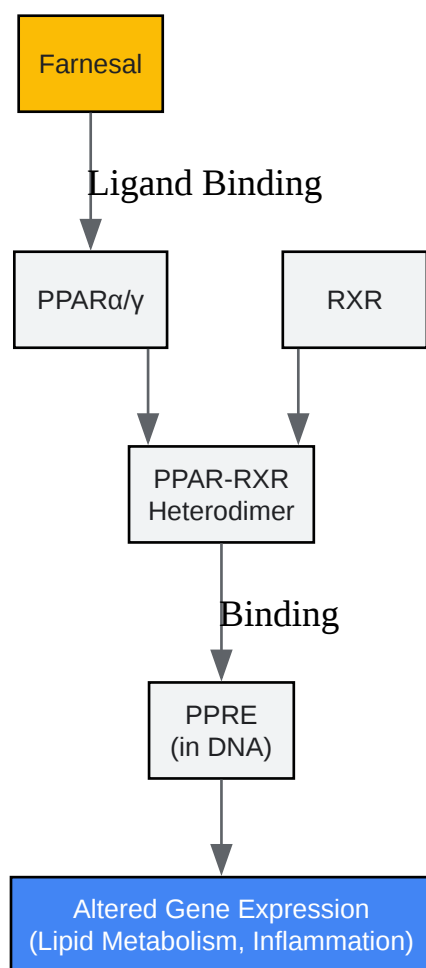 Farnesal
Ligand Binding
PPARα/γ
RXR
PPAR-RXR
Heterodimer
Binding
PPRE
(in DNA)
Altered Gene Expression
(Lipid Metabolism, Inflammation)